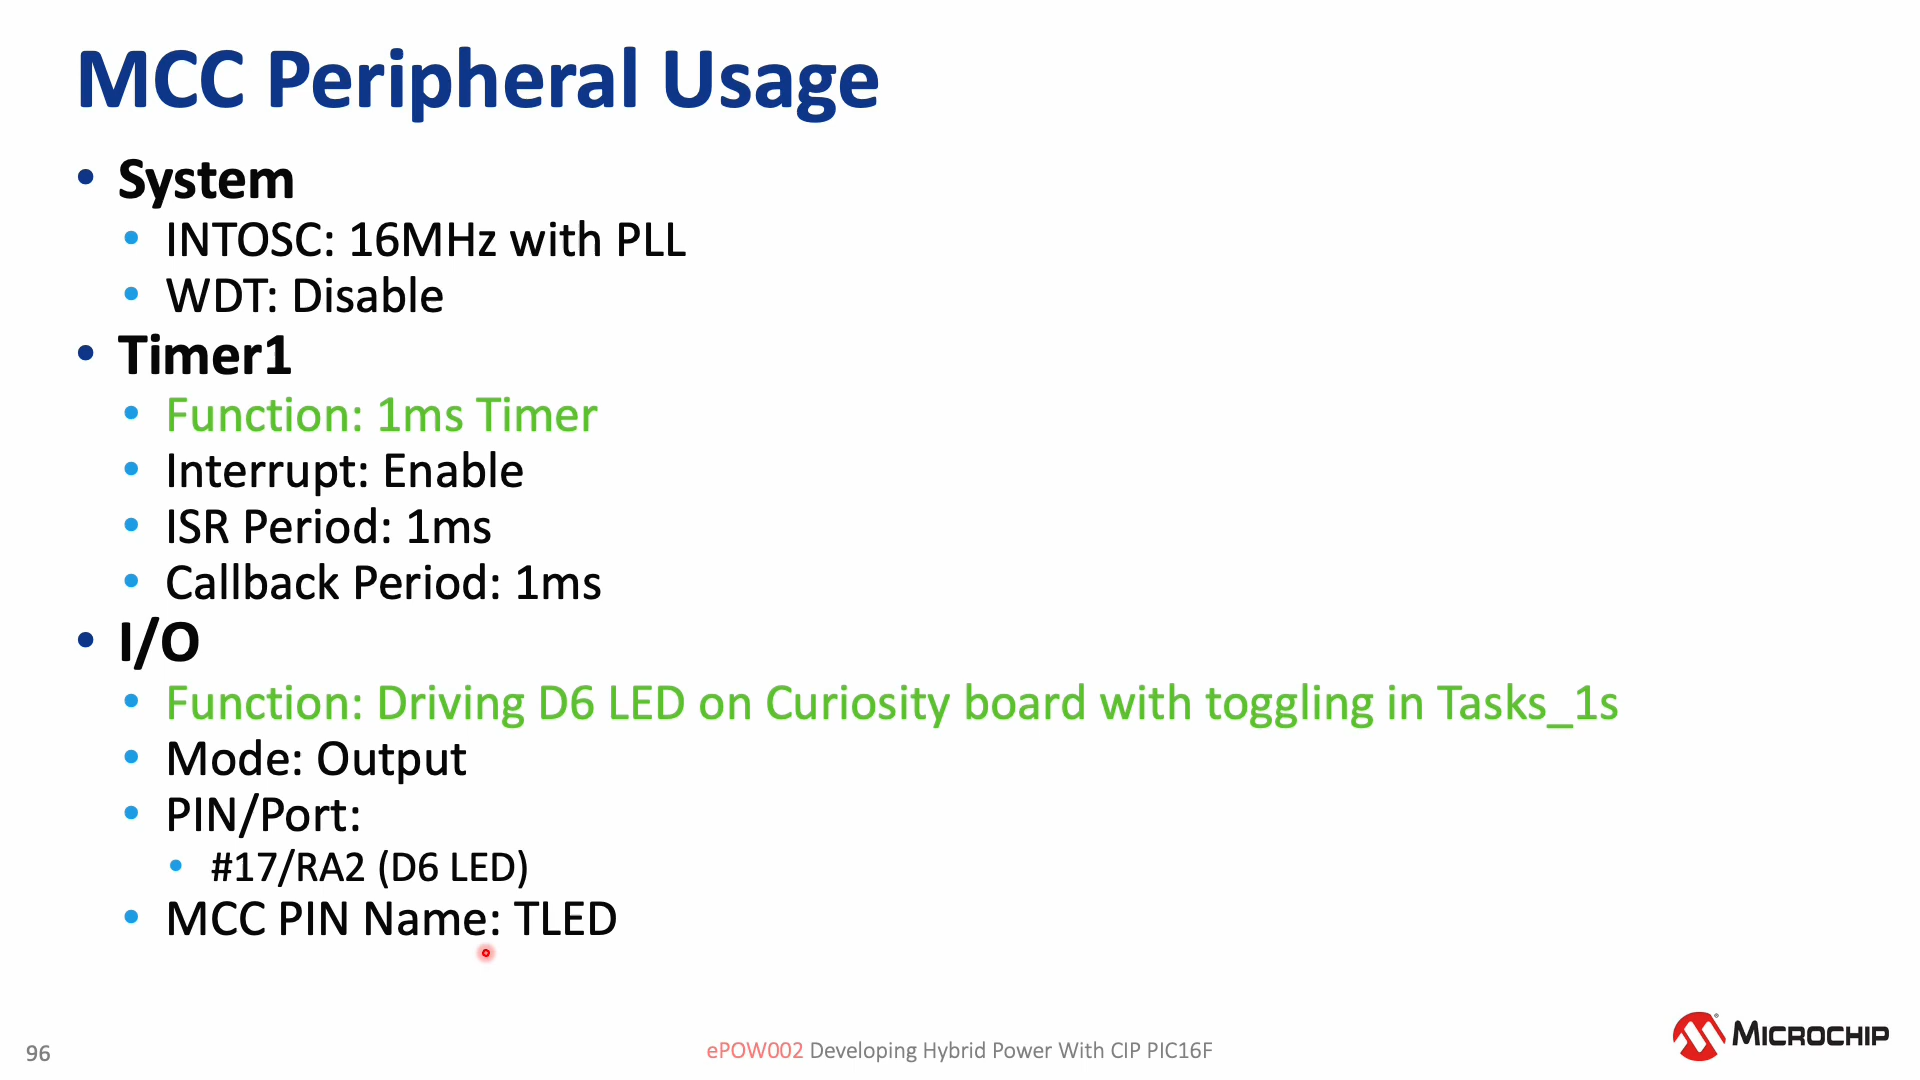 MCC Peripheral Usage
• System
• INTOSC: 16MHz with PLL
• WDT: Disable
• Timer1
• Function: 1ms Timer
• Interrupt: Enable
• ISR Period: 1ms
• Callback Period: 1ms
• I/O
• Function: Driving D6 LED on Curiosity board with toggling in Tasks_1s
• Mode: Output
• PIN/Port:
• #17/RA2 (D6 LED)
• MCC PIN Name: TLED
96
ePOW002 Developing Hybrid Power With CIP PIC16F
MICROCHIP